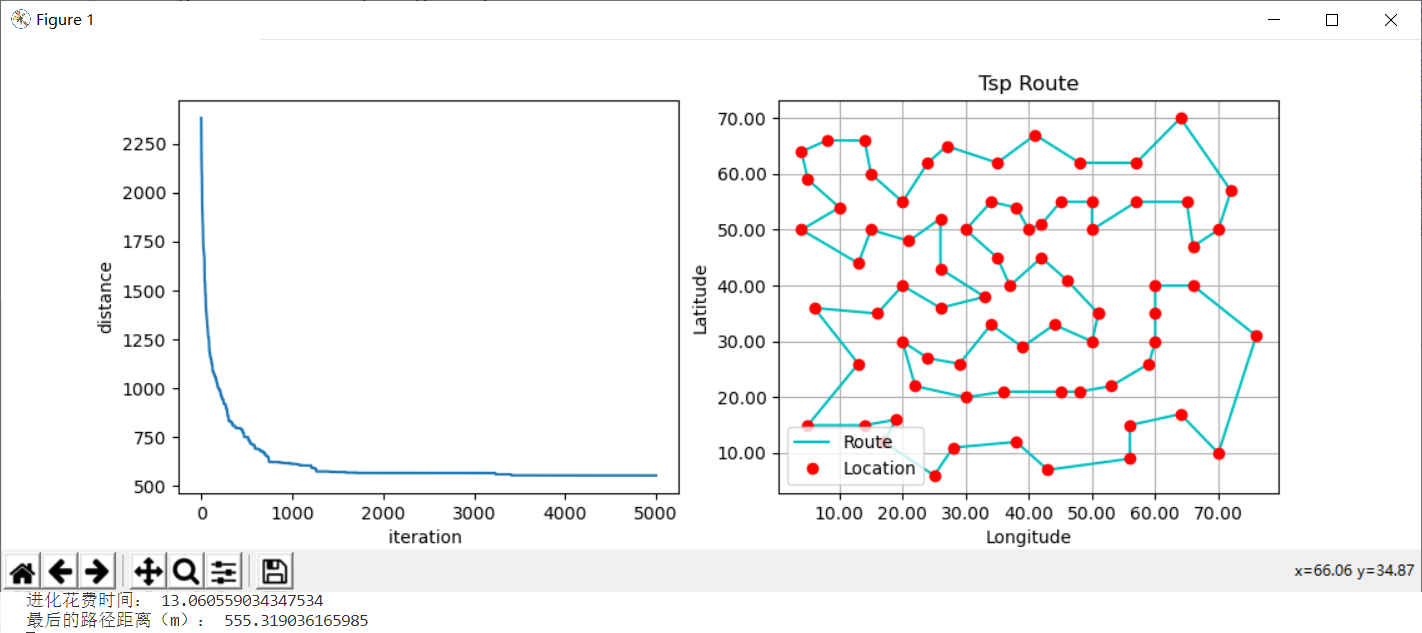 Figure 1
2250
2000
1750
1500
1250
1000
750
500
distance
0
1000
2000
3000
4000
5000
iteration
Tsp Route
70.00
60.00
50.00
40.00
30.00
20.00
10.00
Latitude
Route
Location
10.00
20.00
30.00
40.00
50.00
60.00
70.00
Longitude
x=66.06 y=34.87
进化花费时间: 13.060559034347534
最后的路径距离（m）: 555.319036165985